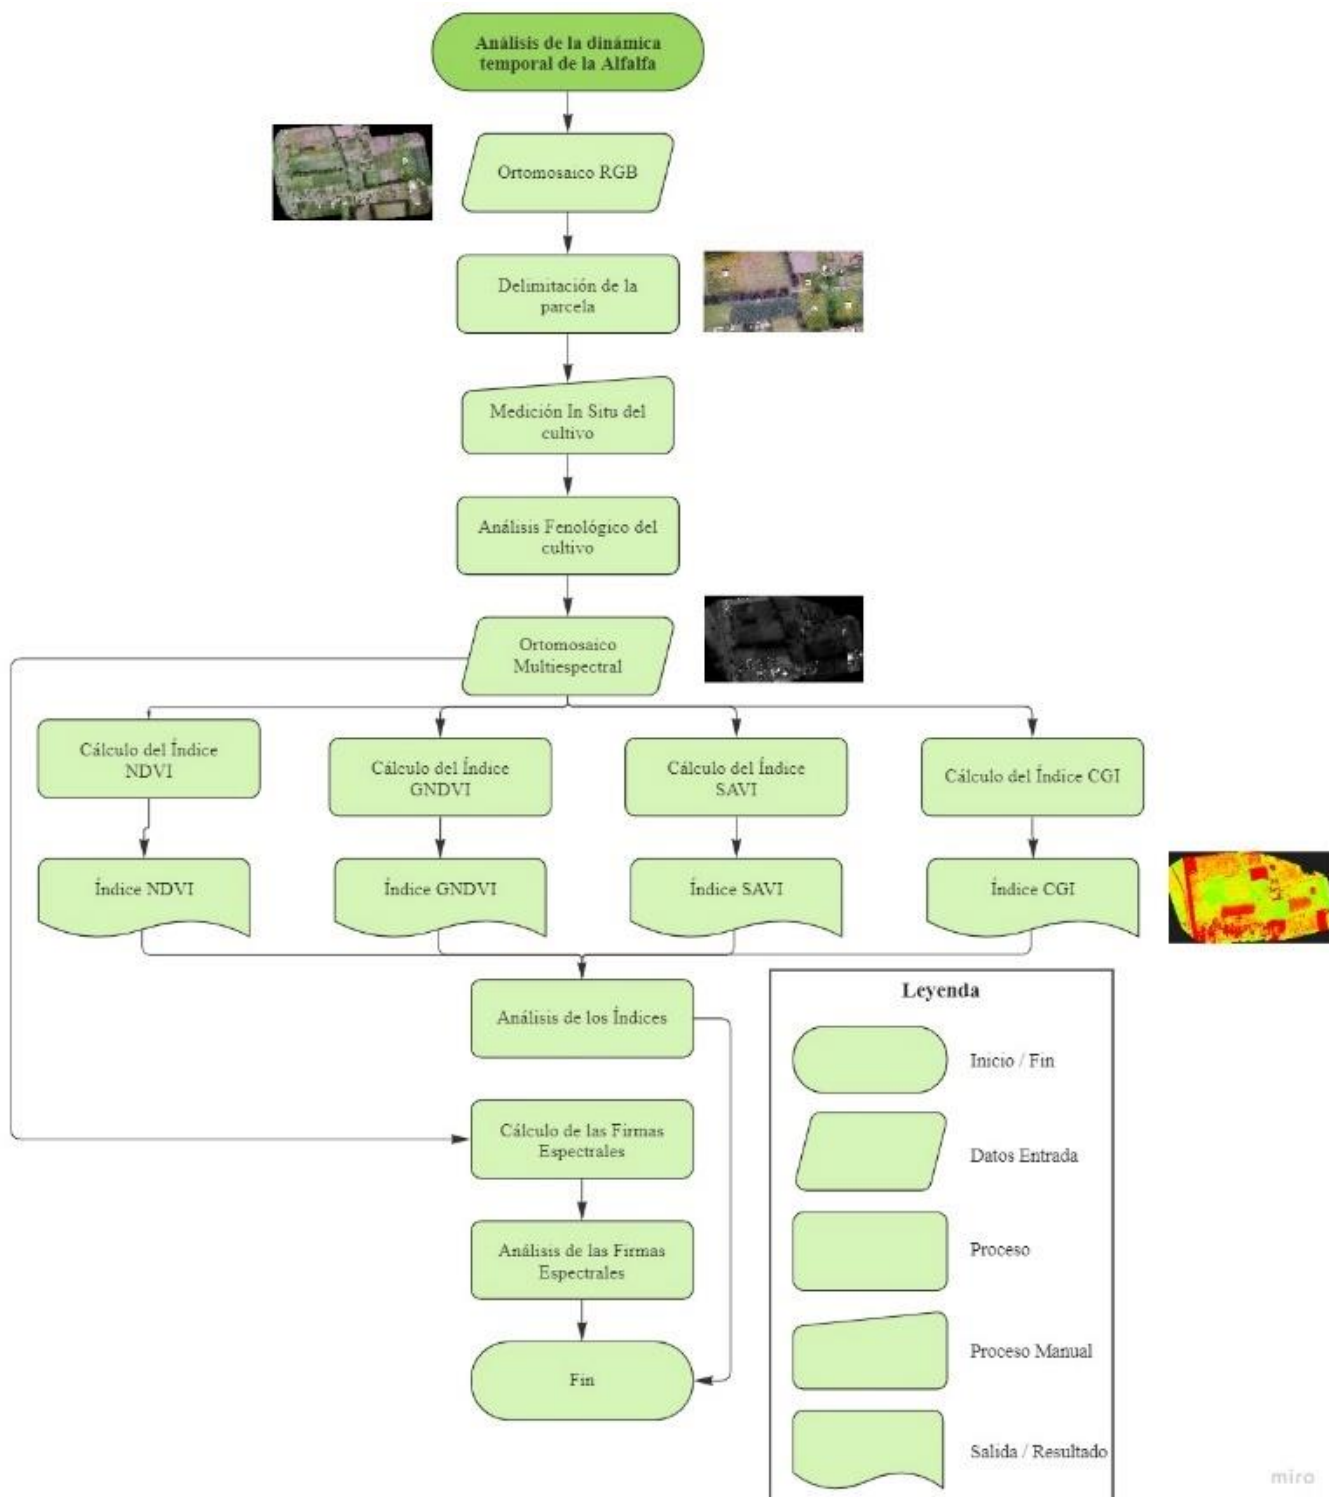 Análisis de la dinámica
temporal de la Alfalfa
Ortomosaico RGB
Delimitación de la
parcela
Medición In Situ del
cultivo
Análisis Fenológico del
cultivo
Ortomosaico
Multiespectral
Cálculo del Índice
NDVI
Cálculo del Índice
GNDVI
Cálculo del Índice
SAVI
Cálculo del Índice CGI
Índice NDVI
Índice GNDVI
Índice SAVI
Índice CGI
Análisis de los Índices
Cálculo de las Firmas
Espectrales
Análisis de las Firmas
Espectrales
Fin
Leyenda
Inicio / Fin
Datos Entrada
Proceso
Proceso Manual
Salida / Resultado
miro